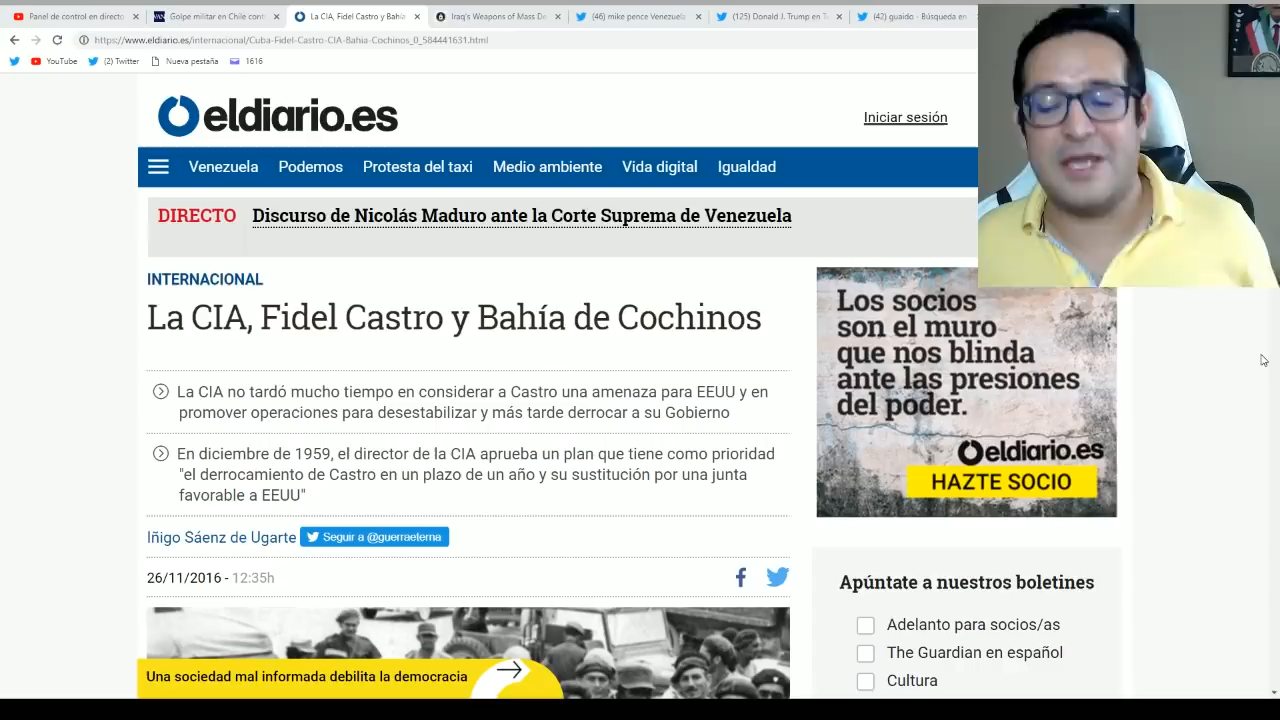 Panel de control en directo
Golpe militar en Chile cont
La CIA, Fidel Castro y Bahía
Iraq's Weapons of Mass De
(46) mike pence Venezuela
(125) Donald J. Trump en T
(42) guaido - Búsqueda en
https://www.eldiario.es/internacional/Cuba-Fidel-Castro-CIA-Bahia-Cochinos_0_584441631.html
YouTube
(2) Twitter
Nueva pestaña
1616
eldiario.es
Iniciar sesión
Venezuela Podemos Protesta del taxi Medio ambiente Vida digital Igualdad
DIRECTO Discurso de Nicolás Maduro ante la Corte Suprema de Venezuela
INTERNACIONAL
La CIA, Fidel Castro y Bahía de Cochinos
La CIA no tardó mucho tiempo en considerar a Castro una amenaza para EEUU y en
promover operaciones para desestabilizar y más tarde derrocar a su Gobierno
En diciembre de 1959, el director de la CIA aprueba un plan que tiene como prioridad
"el derrocamiento de Castro en un plazo de un año y su sustitución por una junta
favorable a EEUU"
Iñigo Sáenz de Ugarte
Seguir a @guerraeterna
26/11/2016 - 12:35h
Una sociedad mal informada debilita la democracia
Los socios
son el muro
que nos blinda
ante las presiones
del poder.
eldiario.es
HAZTE SOCIO
Apúntate a nuestros boletines
Adelanto para socios/as
The Guardian en español
Cultura